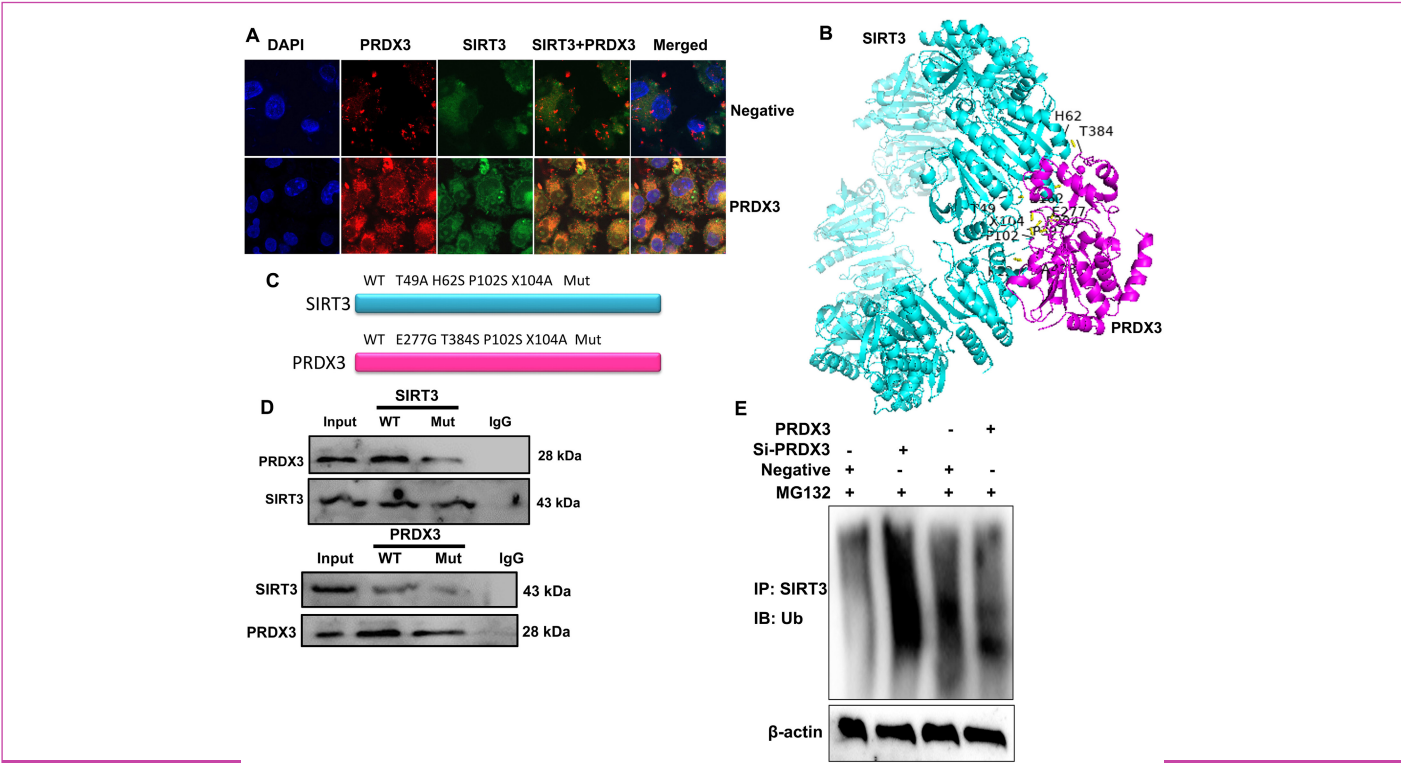 A
DAPI PRDX3 SIRT3 SIRT3+PRDX3 Merged
Negative
PRDX3
B
SIRT3
H62
T384
T49
X104
E277
P102
PRDX3
C
WT T49A H62S P102S X104A Mut
SIRT3
WT E277G T384S P102S X104A Mut
PRDX3
D
SIRT3
Input WT Mut IgG
PRDX3 28 kDa
SIRT3 43 kDa
PRDX3
Input WT Mut IgG
SIRT3 43 kDa
PRDX3 28 kDa
E
PRDX3 - +
Si-PRDX3 - +
Negative + - + -
MG132 + + + +
IP: SIRT3
IB: Ub
β-actin